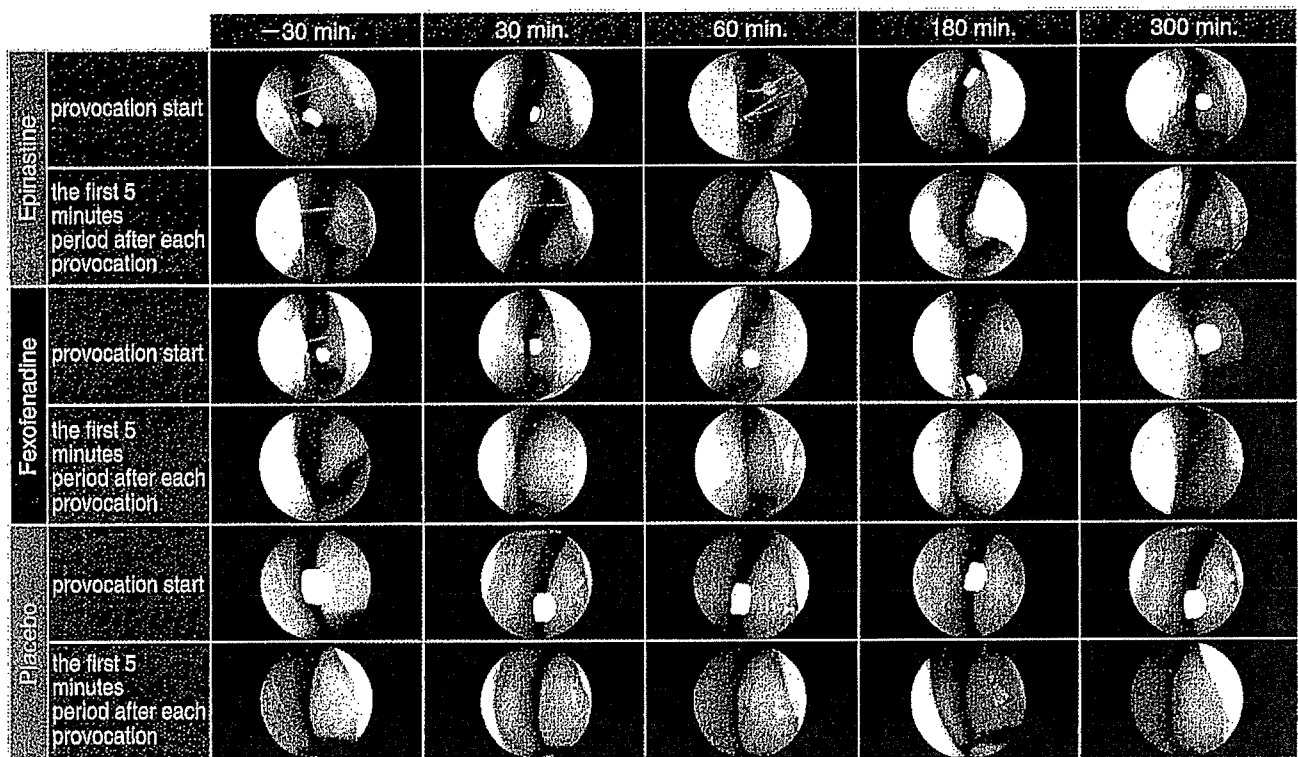 −30 min. 30 min. 60 min. 180 min. 300 min.
Epinastine
provocation start
the first 5
minutes
period after each
provocation
Fexofenadine
provocation start
the first 5
minutes
period after each
provocation
Placebo
provocation start
the first 5
minutes
period after each
provocation